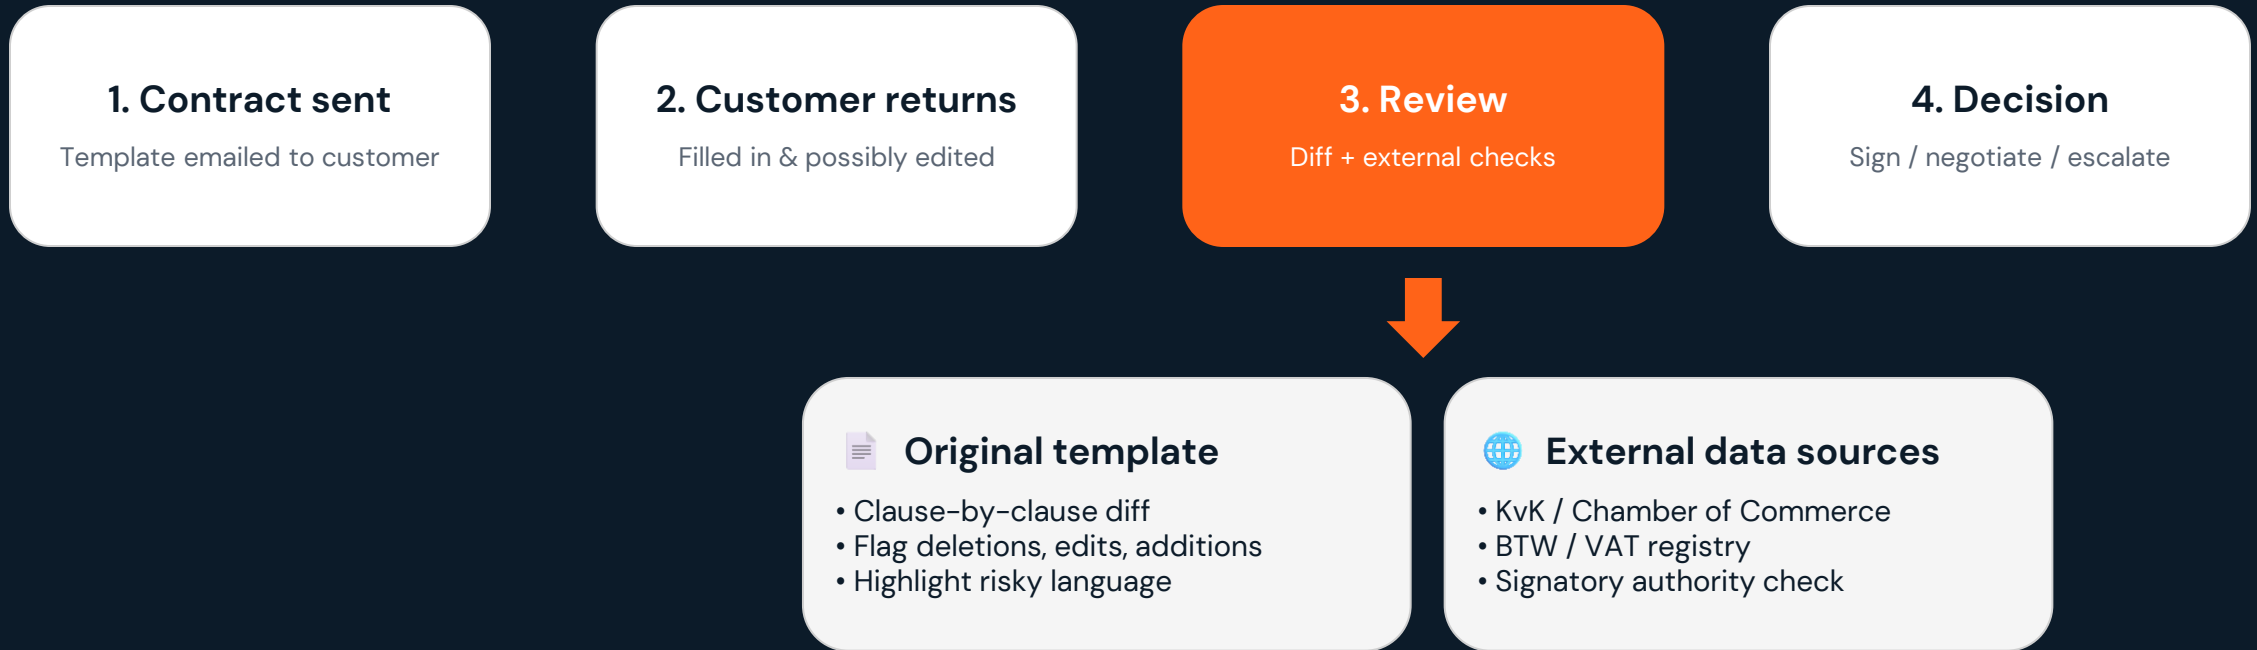 1. Contract sent
Template emailed to customer
2. Customer returns
Filled in & possibly edited
3. Review
Diff + external checks
4. Decision
Sign / negotiate / escalate
Original template
• Clause-by-clause diff
• Flag deletions, edits, additions
• Highlight risky language
External data sources
• KvK / Chamber of Commerce
• BTW / VAT registry
• Signatory authority check